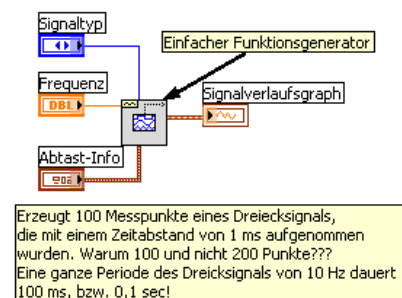 Signaltyp
Einfacher Funktionsgenerator
Frequenz
DBL
Signalverlaufsgraph
Abtast-Info
Erzeugt 100 Messpunkte eines Dreiecksignals,
die mit einem Zeitabstand von 1 ms aufgenommen
wurden. Warum 100 und nicht 200 Punkte???
Eine ganze Periode des Dreicksignals von 10 Hz dauert
100 ms, bzw. 0,1 sec!